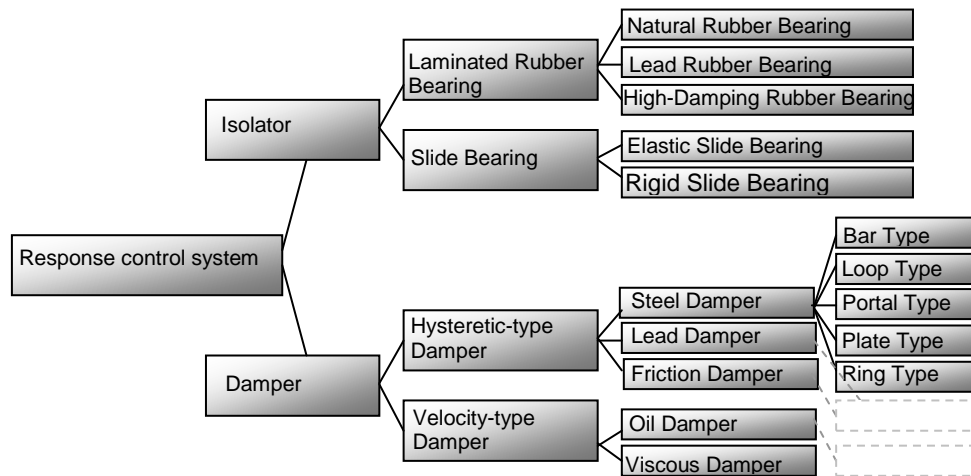 Natural Rubber Bearing
Laminated Rubber
Bearing
Lead Rubber Bearing
High-Damping Rubber Bearing
Isolator
Slide Bearing
Elastic Slide Bearing
Rigid Slide Bearing
Response control system
Bar Type
Loop Type
Steel Damper
Portal Type
Hysteretic-type
Damper
Lead Damper
Plate Type
Friction Damper
Ring Type
Damper
Velocity-type
Damper
Oil Damper
Viscous Damper